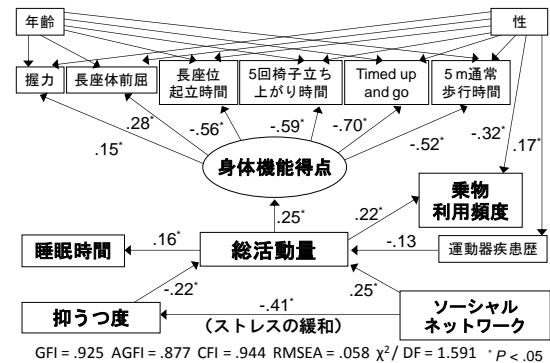 年齢
性
握力
長座体前屈
長座位
起立時間
5回椅子立ち
上がり時間
Timed up
and go
5m通常
歩行時間
.15*
.28*
-.56*
-.59*
-.70*
-.52*
-.32*
.17*
身体機能得点
乗物
利用頻度
.25*
.22*
睡眠時間
.16*
総活動量
-.13
運動器疾患歴
-.22*
.25*
抑うつ度
-.41*
(ストレスの緩和)
ソーシャル
ネットワーク
GFI = .925 AGFI = .877 CFI = .944 RMSEA = .058 χ²/ DF = 1.591 * P < .05